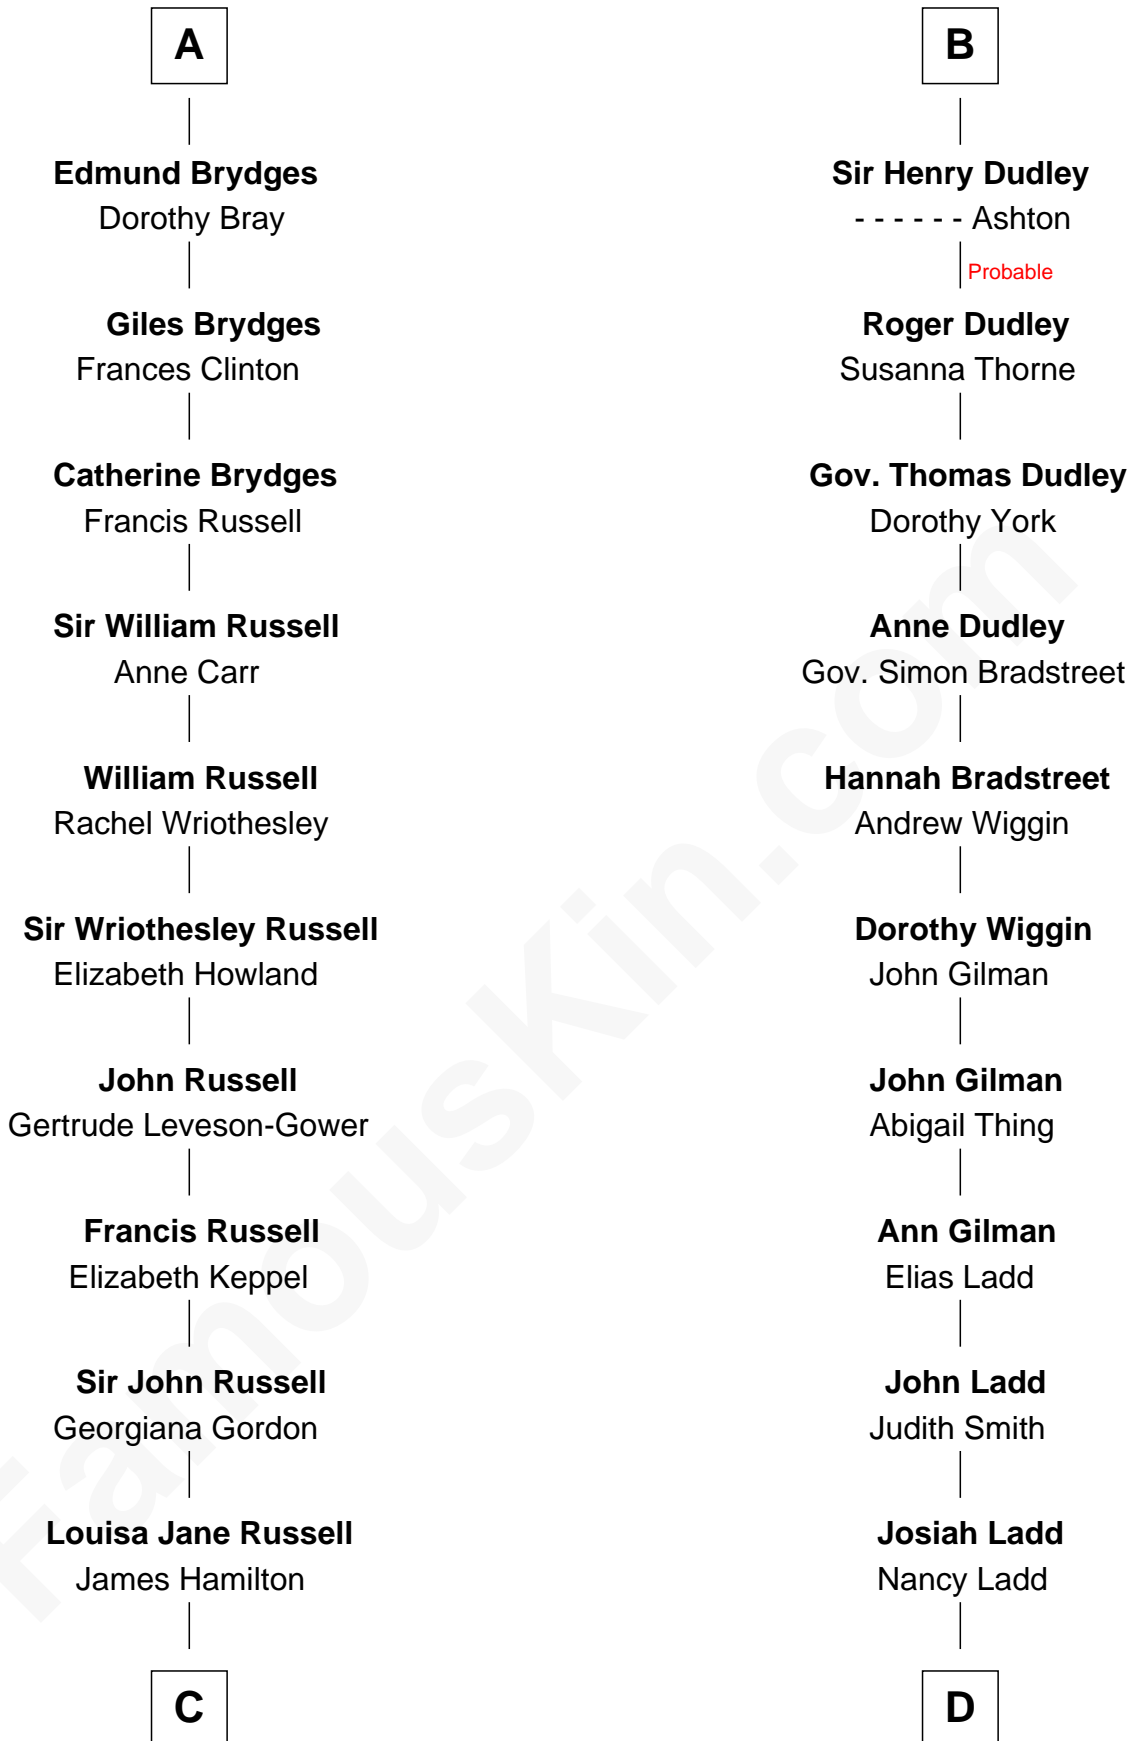 A
Edmund Brydges
Dorothy Bray
Giles Brydges
Frances Clinton
Catherine Brydges
Francis Russell
Sir William Russell
Anne Carr
William Russell
Rachel Wriothesley
Sir Wriothesley Russell
Elizabeth Howland
John Russell
Gertrude Leveson-Gower
Francis Russell
Elizabeth Keppel
Sir John Russell
Georgiana Gordon
Louisa Jane Russell
James Hamilton
C
B
Sir Henry Dudley
- - - - - - Ashton
Probable
Roger Dudley
Susanna Thorne
Gov. Thomas Dudley
Dorothy York
Anne Dudley
Gov. Simon Bradstreet
Hannah Bradstreet
Andrew Wiggin
Dorothy Wiggin
John Gilman
John Gilman
Abigail Thing
Ann Gilman
Elias Ladd
John Ladd
Judith Smith
Josiah Ladd
Nancy Ladd
D
FamousKin.com